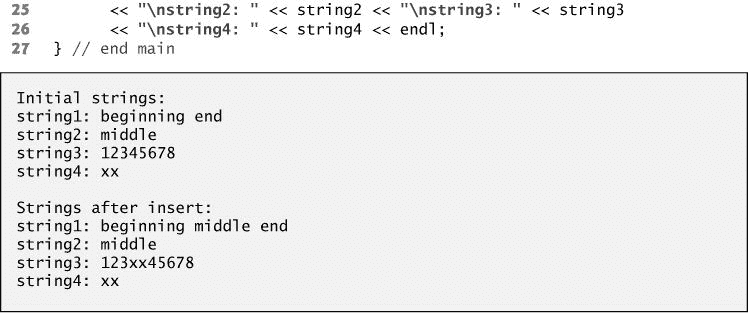 25 << "\nstring2: " << string2 << "\nstring3: " << string3
26 << "\nstring4: " << string4 << endl;
27 } // end main
Initial strings:
string1: beginning end
string2: middle
string3: 12345678
string4: xx
Strings after insert:
string1: beginning middle end
string2: middle
string3: 123xx45678
string4: xx